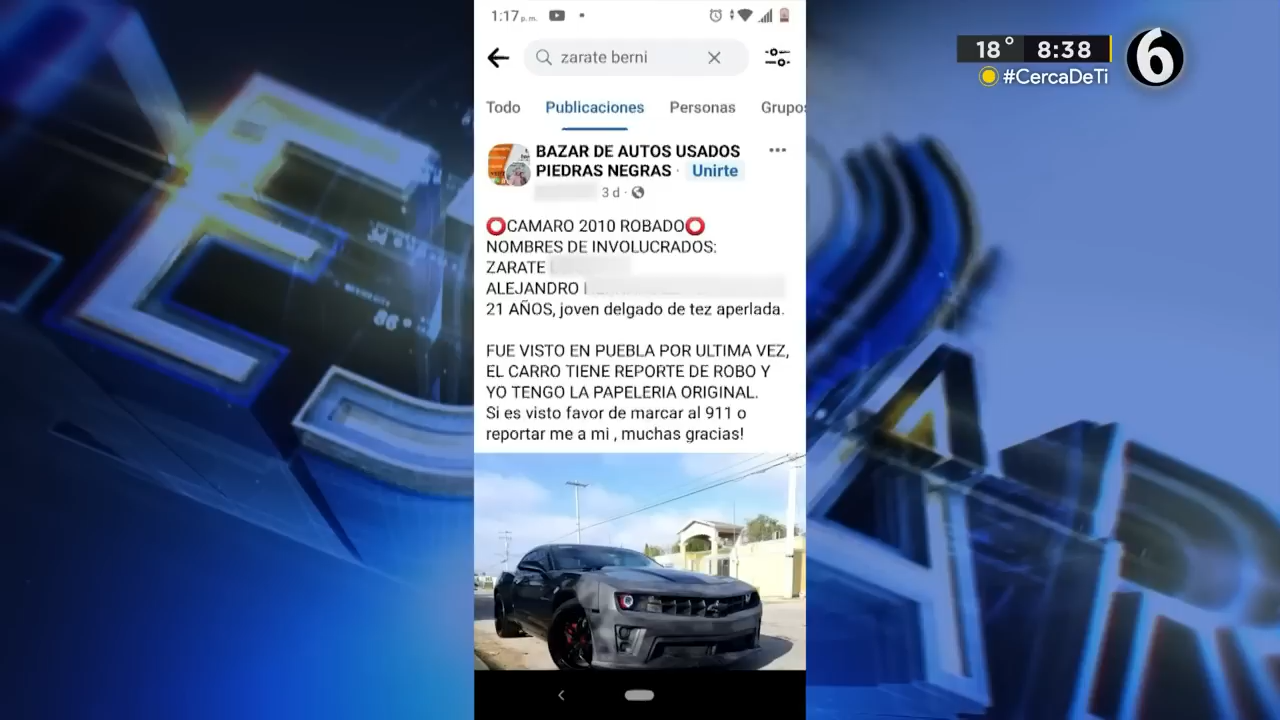 1:17 p.m.
zarate berni
Todo
Publicaciones
Personas
Grupos
BAZAR DE AUTOS USADOS
PIEDRAS NEGRAS · Unirte
3 d ·
⭕CAMARO 2010 ROBADO⭕
NOMBRES DE INVOLUCRADOS:
ZARATE
ALEJANDRO
21 AÑOS, joven delgado de tez aperlada.
FUE VISTO EN PUEBLA POR ULTIMA VEZ,
EL CARRO TIENE REPORTE DE ROBO Y
YO TENGO LA PAPELERIA ORIGINAL.
Si es visto favor de marcar al 911 o
reportar me a mi , muchas gracias!
18° 8:38
#CercaDeTi
6